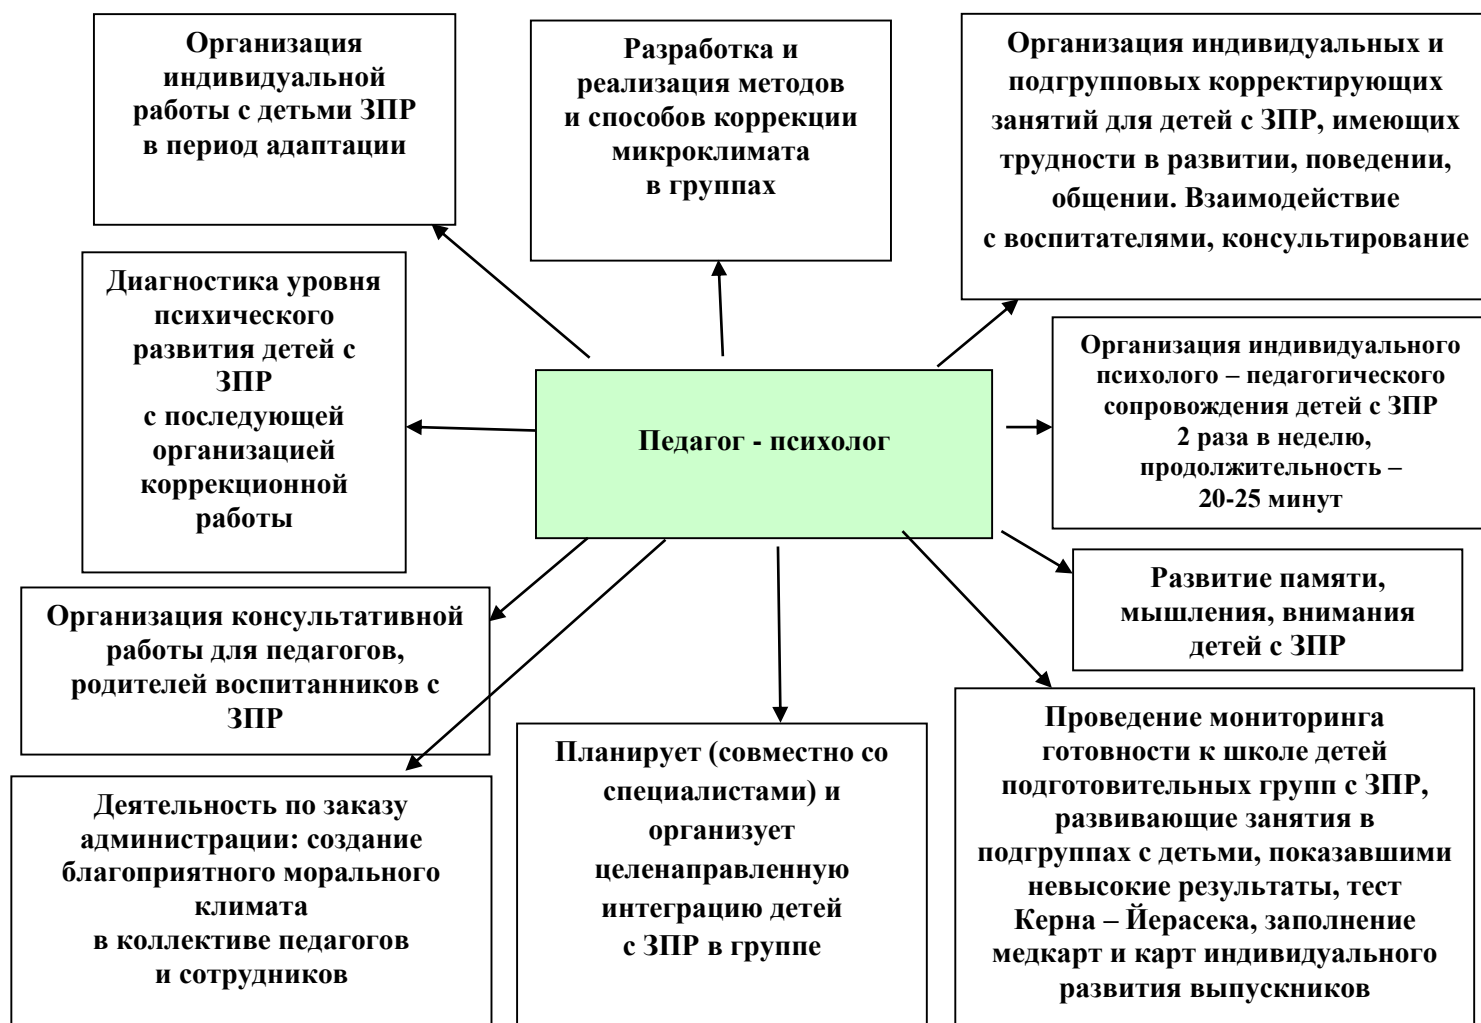 Организация
индивидуальной
работы с детьми ЗПР
в период адаптации
Разработка и
реализация методов
и способов коррекции
микроклимата
в группах
Организация индивидуальных и
подгрупповых корректирующих
занятий для детей с ЗПР, имеющих
трудности в развитии, поведении,
общении. Взаимодействие
с воспитателями, консультирование
Диагностика уровня
психического
развития детей с
ЗПР
с последующей
организацией
коррекционной
работы
Педагог - психолог
Организация индивидуального
психолого – педагогического
сопровождения детей с ЗПР
2 раза в неделю,
продолжительность –
20-25 минут
Развитие памяти,
мышления, внимания
детей с ЗПР
Организация консультативной
работы для педагогов,
родителей воспитанников с
ЗПР
Деятельность по заказу
администрации: создание
благоприятного морального
климата
в коллективе педагогов
и сотрудников
Планирует (совместно со
специалистами) и
организует
целенаправленную
интеграцию детей
с ЗПР в группе
Проведение мониторинга
готовности к школе детей
подготовительных групп с ЗПР,
развивающие занятия в
подгруппах с детьми, показавшими
невысокие результаты, тест
Керна – Йерасека, заполнение
медкарт и карт индивидуального
развития выпускников